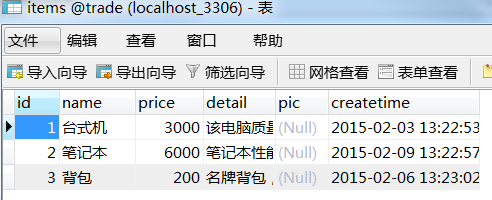 items @trade (localhost_3306) - 表
文件 编辑 查看 窗口 帮助
导入向导 导出向导 筛选向导 网格查看 表单查看
id name price detail pic createtime
1 台式机 3000 该电脑质量 (Null) 2015-02-03 13:22:53
2 笔记本 6000 笔记本性能 (Null) 2015-02-09 13:22:57
3 背包 200 名牌背包， (Null) 2015-02-06 13:23:02